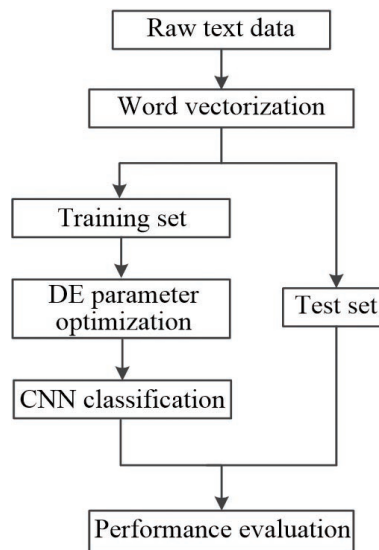 Raw text data
Word vectorization
Training set
DE parameter
optimization
Test set
CNN classification
Performance evaluation